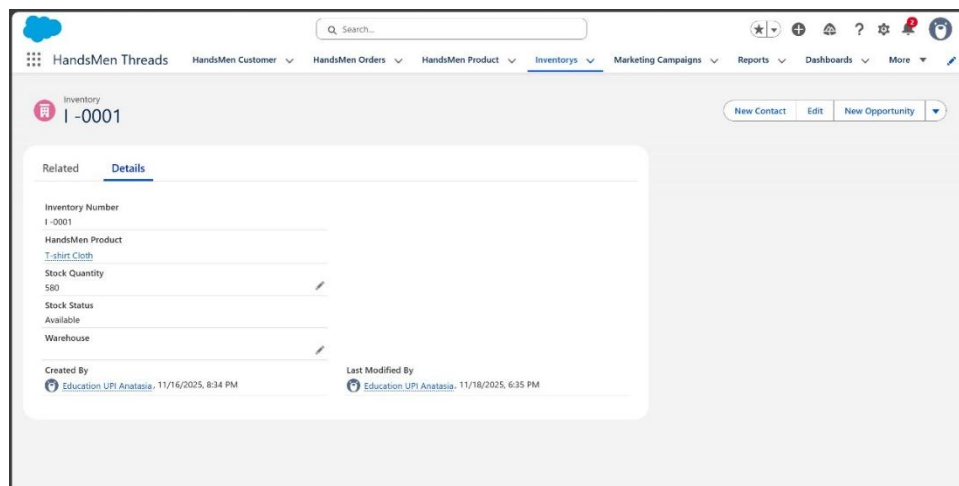 Search...
2
HandsMen Threads HandsMen Customer HandsMen Orders HandsMen Product Inventorys Marketing Campaigns Reports Dashboards More
Inventory
I -0001
New Contact Edit New Opportunity
Related Details
Inventory Number
I -0001
HandsMen Product
T-shirt Cloth
Stock Quantity
580
Stock Status
Available
Warehouse
Created By Last Modified By
Education UPI Anatasia, 11/16/2025, 8:34 PM Education UPI Anatasia, 11/18/2025, 6:35 PM